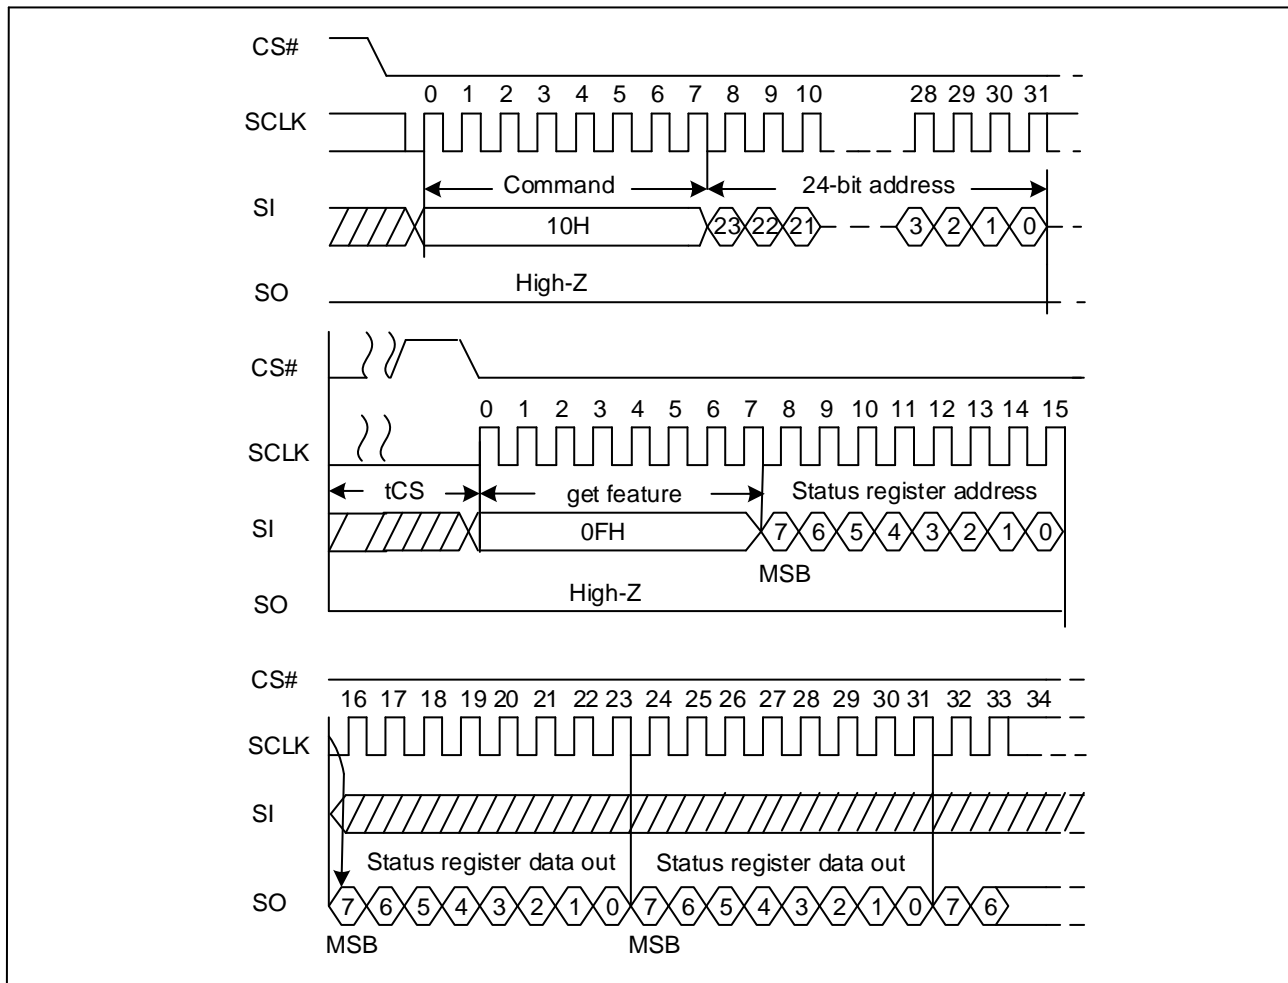 CS#
0 1 2 3 4 5 6 7 8 9 10 28 29 30 31
SCLK
Command 24-bit address
SI
10H 23 22 21 3 2 1 0
High-Z
SO
CS#
0 1 2 3 4 5 6 7 8 9 10 11 12 13 14 15
SCLK
tCS get feature Status register address
SI 0FH 7 6 5 4 3 2 1 0
MSB
High-Z
SO
CS#
16 17 18 19 20 21 22 23 24 25 26 27 28 29 30 31 32 33 34
SCLK
SI
Status register data out Status register data out
SO 7 6 5 4 3 2 1 0 7 6 5 4 3 2 1 0 7 6
MSB MSB